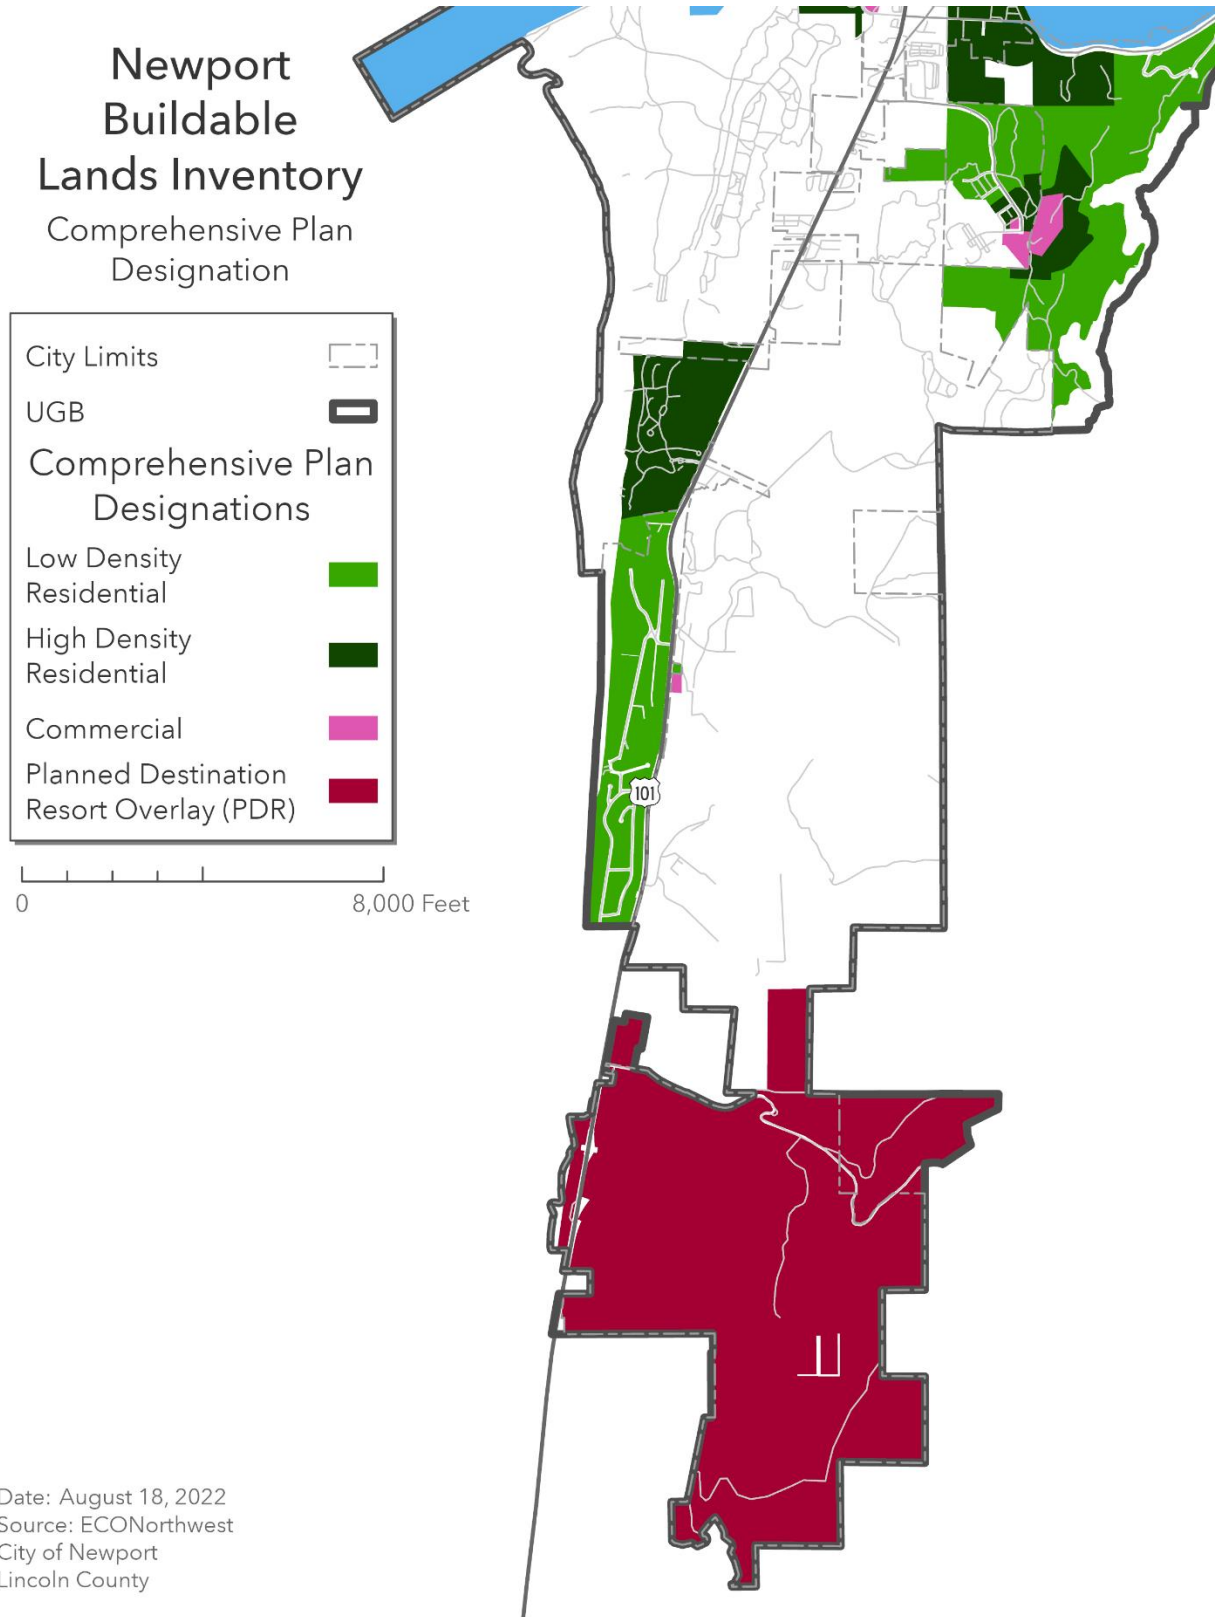 Newport
Buildable
Lands Inventory
Comprehensive Plan
Designation
City Limits
UGB
Comprehensive Plan
Designations
Low Density
Residential
High Density
Residential
Commercial
Planned Destination
Resort Overlay (PDR)
0 8,000 Feet
101
Date: August 18, 2022
Source: ECONorthwest
City of Newport
Lincoln County